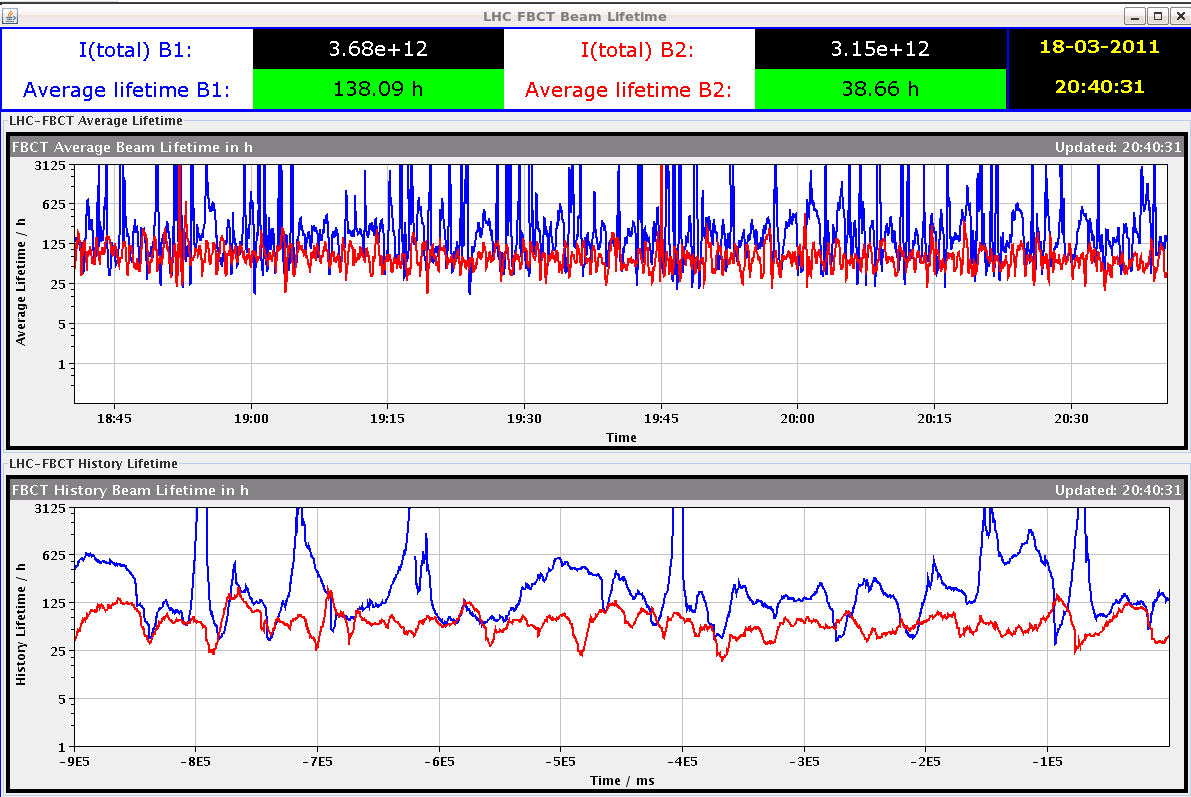 LHC FBCT Beam Lifetime
I(total) B1: 3.68e+12 I(total) B2: 3.15e+12 18-03-2011
Average lifetime B1: 138.09 h Average lifetime B2: 38.66 h 20:40:31
LHC-FBCT Average Lifetime
FBCT Average Beam Lifetime in h Updated: 20:40:31
3125
625
125
25
5
1
Average Lifetime / h
18:45 19:00 19:15 19:30 19:45 20:00 20:15 20:30
Time
LHC-FBCT History Lifetime
FBCT History Beam Lifetime in h Updated: 20:40:31
3125
625
125
25
5
1
History Lifetime / h
-9E5 -8E5 -7E5 -6E5 -5E5 -4E5 -3E5 -2E5 -1E5
Time / ms